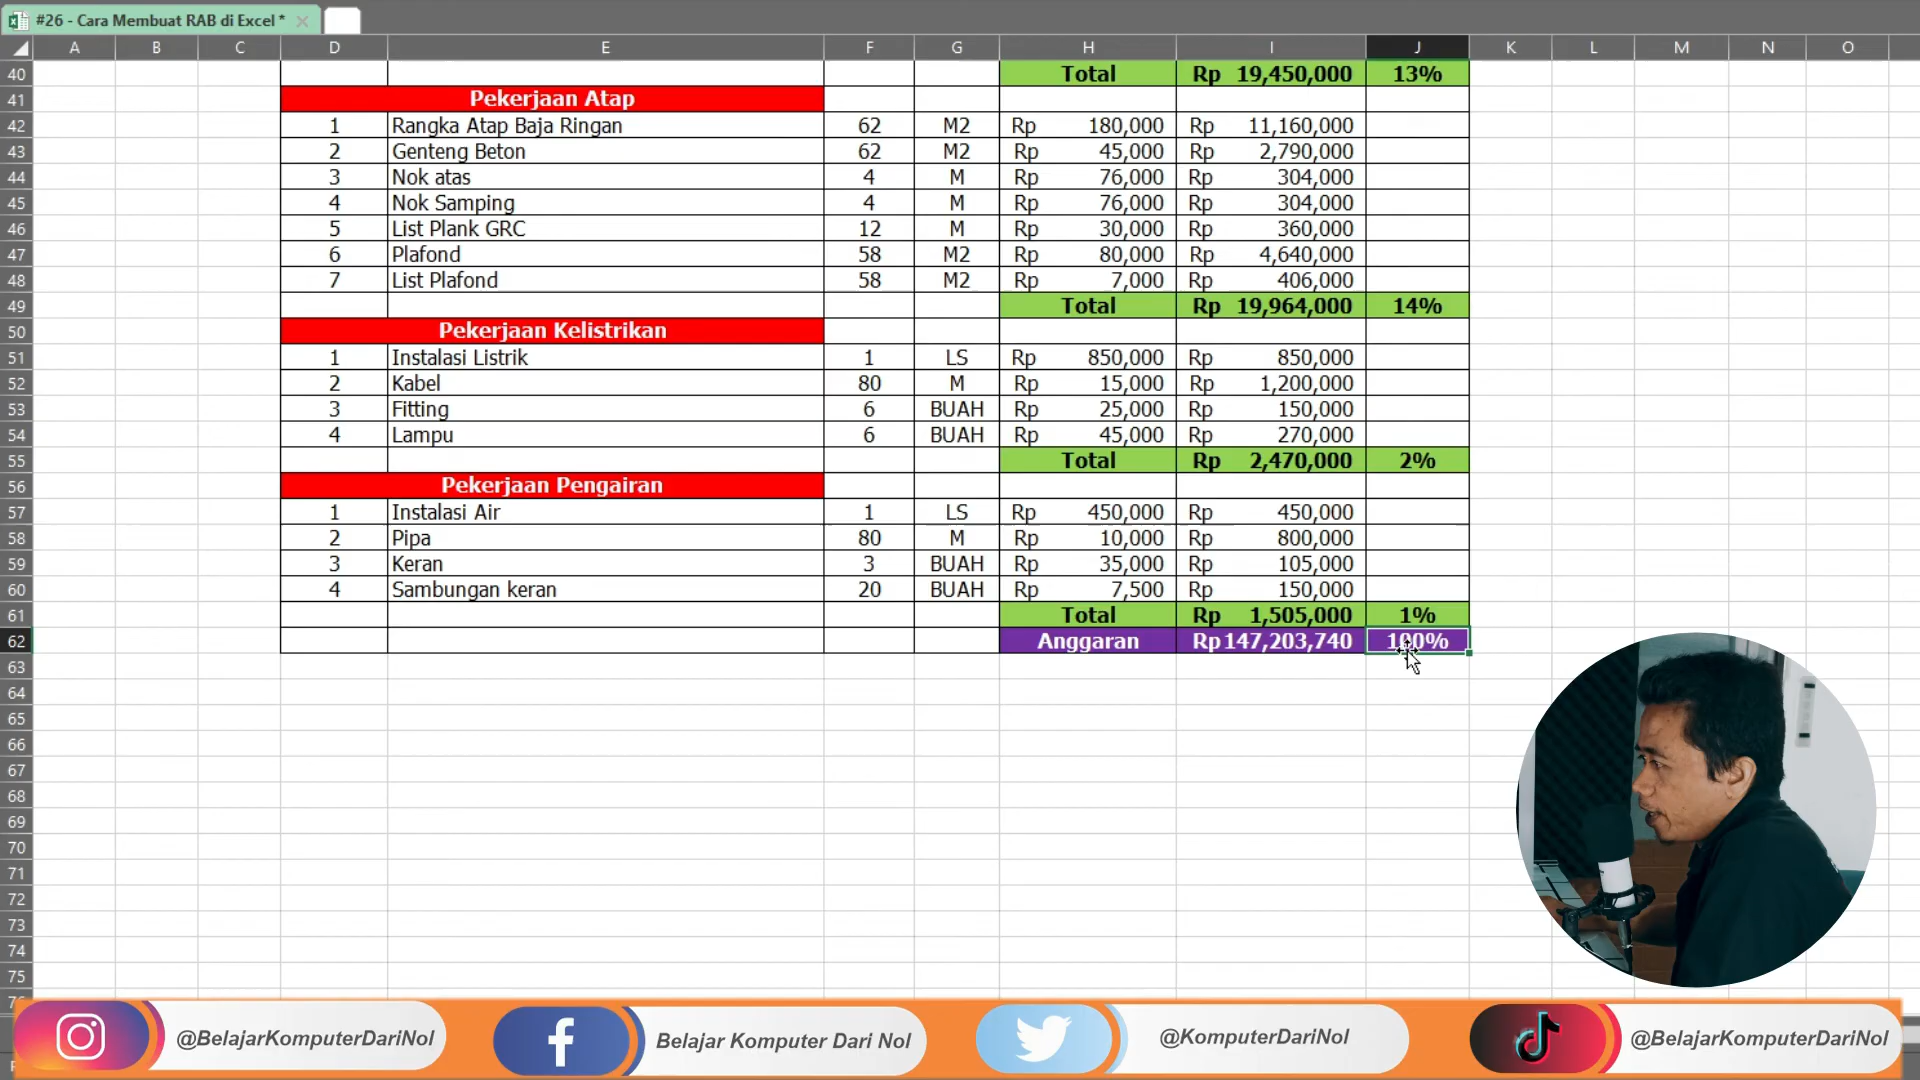 #26 - Cara Membuat RAB di Excel *
A B C D E F G H I J K L M N O
40 Total Rp 19,450,000 13%
41 Pekerjaan Atap
42 1 Rangka Atap Baja Ringan 62 M2 Rp 180,000 Rp 11,160,000
43 2 Genteng Beton 62 M2 Rp 45,000 Rp 2,790,000
44 3 Nok atas 4 M Rp 76,000 Rp 304,000
45 4 Nok Samping 4 M Rp 76,000 Rp 304,000
46 5 List Plank GRC 12 M Rp 30,000 Rp 360,000
47 6 Plafond 58 M2 Rp 80,000 Rp 4,640,000
48 7 List Plafond 58 M2 Rp 7,000 Rp 406,000
49 Total Rp 19,964,000 14%
50 Pekerjaan Kelistrikan
51 1 Instalasi Listrik 1 LS Rp 850,000 Rp 850,000
52 2 Kabel 80 M Rp 15,000 Rp 1,200,000
53 3 Fitting 6 BUAH Rp 25,000 Rp 150,000
54 4 Lampu 6 BUAH Rp 45,000 Rp 270,000
55 Total Rp 2,470,000 2%
56 Pekerjaan Pengairan
57 1 Instalasi Air 1 LS Rp 450,000 Rp 450,000
58 2 Pipa 80 M Rp 10,000 Rp 800,000
59 3 Keran 3 BUAH Rp 35,000 Rp 105,000
60 4 Sambungan keran 20 BUAH Rp 7,500 Rp 150,000
61 Total Rp 1,505,000 1%
62 Anggaran Rp 147,203,740 100%
63
64
65
66
67
68
69
70
71
72
73
74
75
@BelajarKomputerDariNol Belajar Komputer Dari Nol @KomputerDariNol @BelajarKomputerDariNol